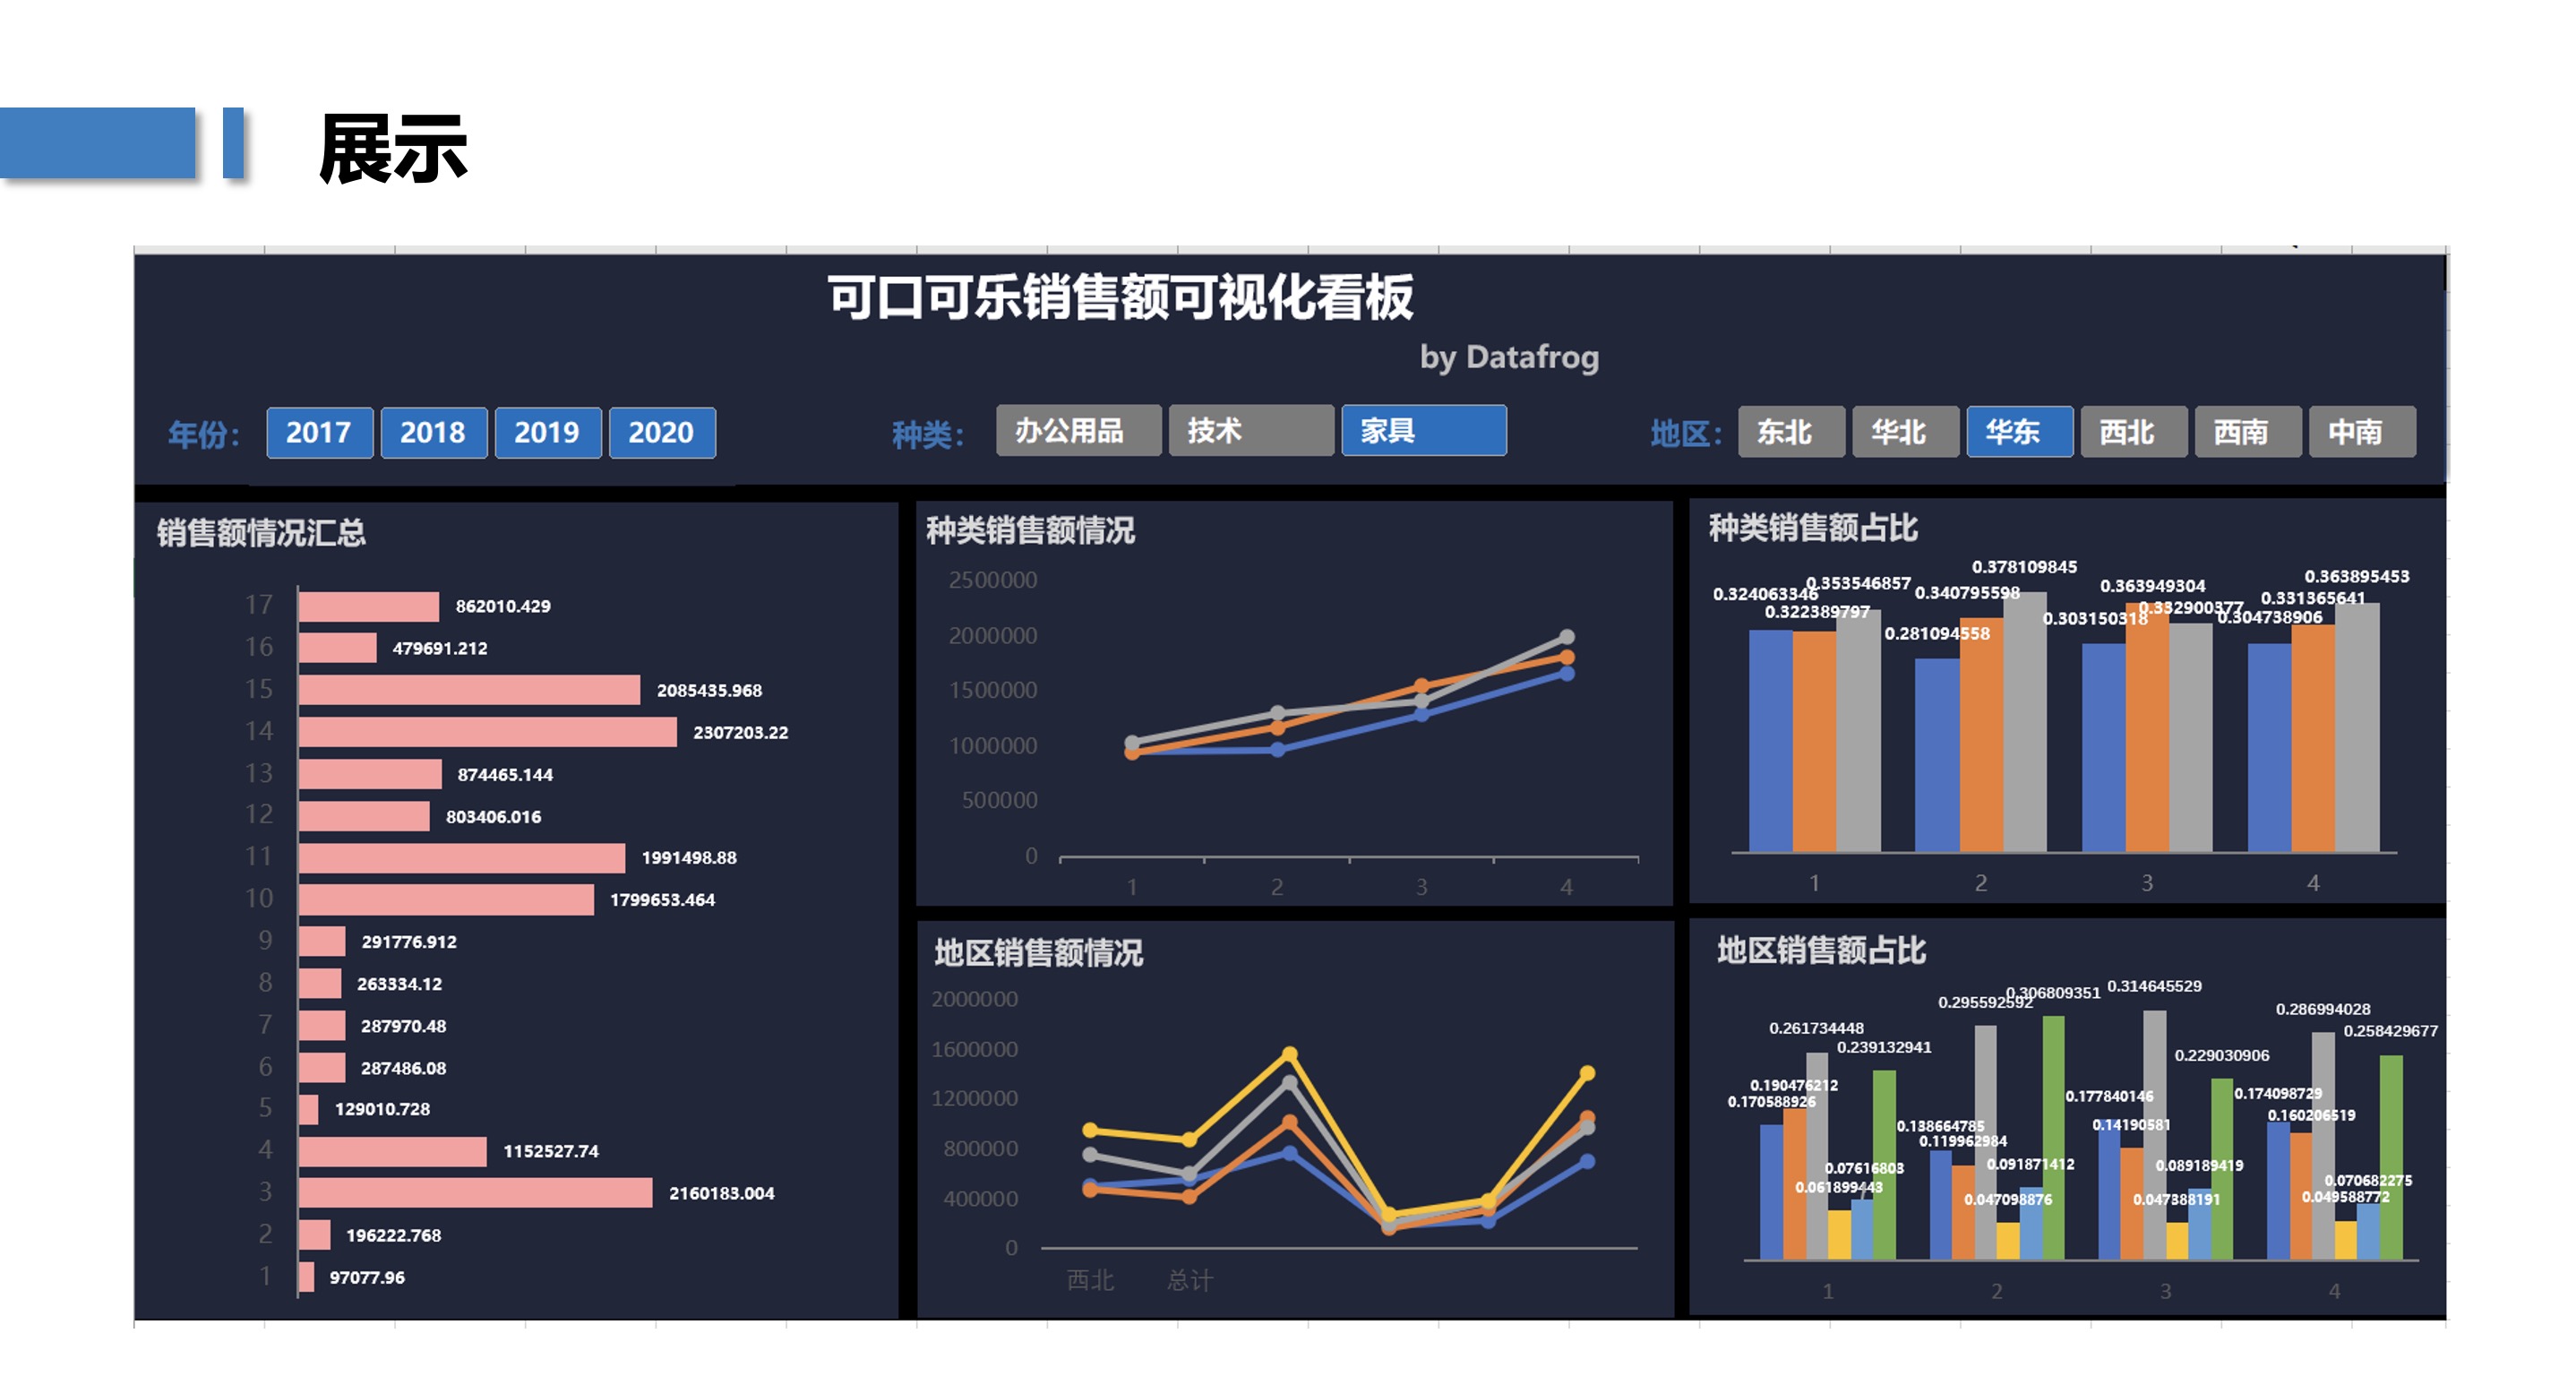 展示
可口可乐销售额可视化看板
by Datafrog
年份: 2017 2018 2019 2020
种类: 办公用品 技术 家具
地区: 东北 华北 华东 西北 西南 中南
销售额情况汇总
17 862010.429
16 479691.212
15 2085435.968
14 2307203.22
13 874465.144
12 803406.016
11 1991498.88
10 1799653.464
9 291776.912
8 263334.12
7 287970.48
6 287486.08
5 129010.728
4 1152527.74
3 2160183.004
2 196222.768
1 97077.96
种类销售额情况
2500000
2000000
1500000
1000000
500000
0
1 2 3 4
地区销售额情况
2000000
1600000
1200000
800000
400000
0
西北 总计
种类销售额占比
0.324063346 0.322389797 0.353546857
0.281094558 0.340795598 0.378109845
0.303150318 0.363949304 0.332900377
0.304738906 0.331365641 0.363895453
1 2 3 4
地区销售额占比
0.170588926 0.190476212 0.261734448 0.061899443 0.07616803 0.239132941
0.138664785 0.119962984 0.295592592 0.047098876 0.091871412 0.306809351
0.177840146 0.14190581 0.314645529 0.047388191 0.089189419 0.229030906
0.174098729 0.160206519 0.286994028 0.049588772 0.070682275 0.258429677
1 2 3 4